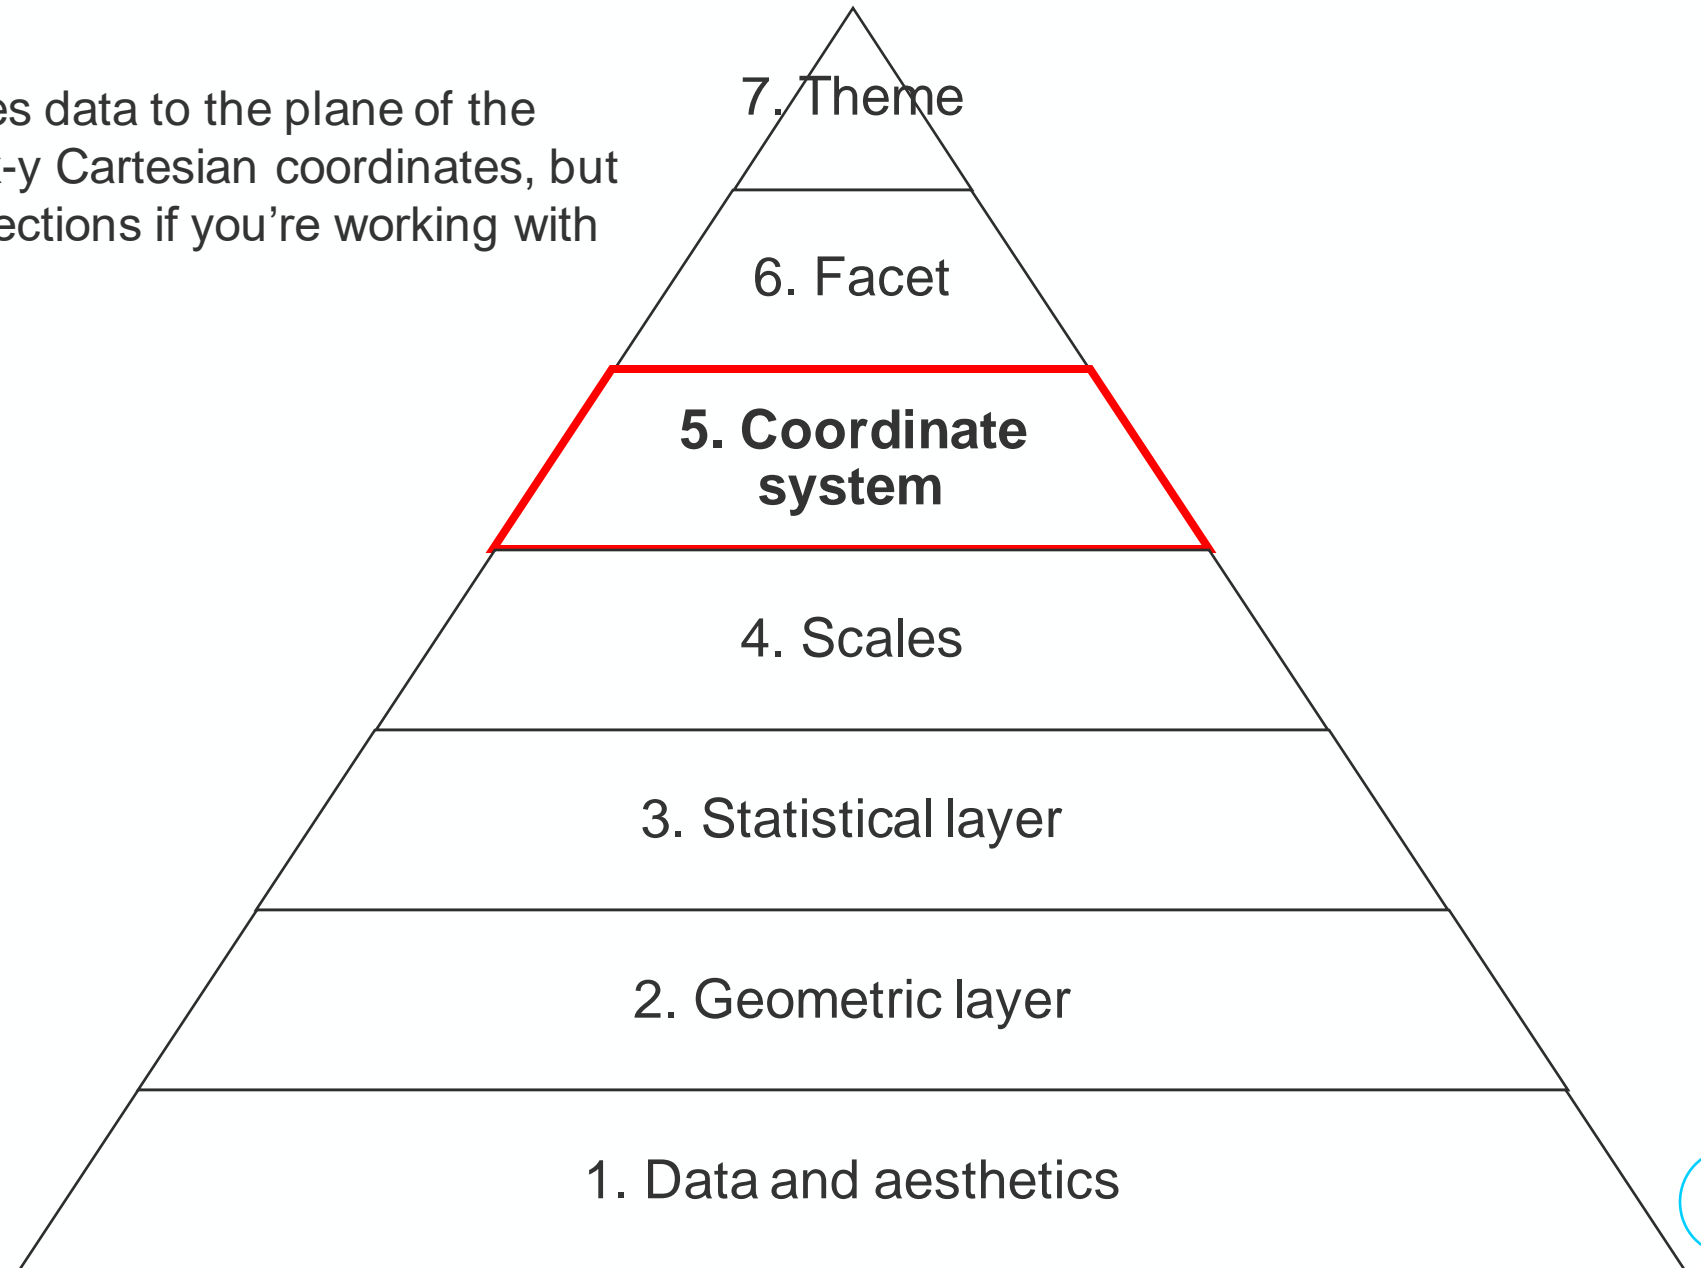 es data to the plane of the
x-y Cartesian coordinates, but
ections if you’re working with
7. Theme
6. Facet
5. Coordinate
system
4. Scales
3. Statistical layer
2. Geometric layer
1. Data and aesthetics